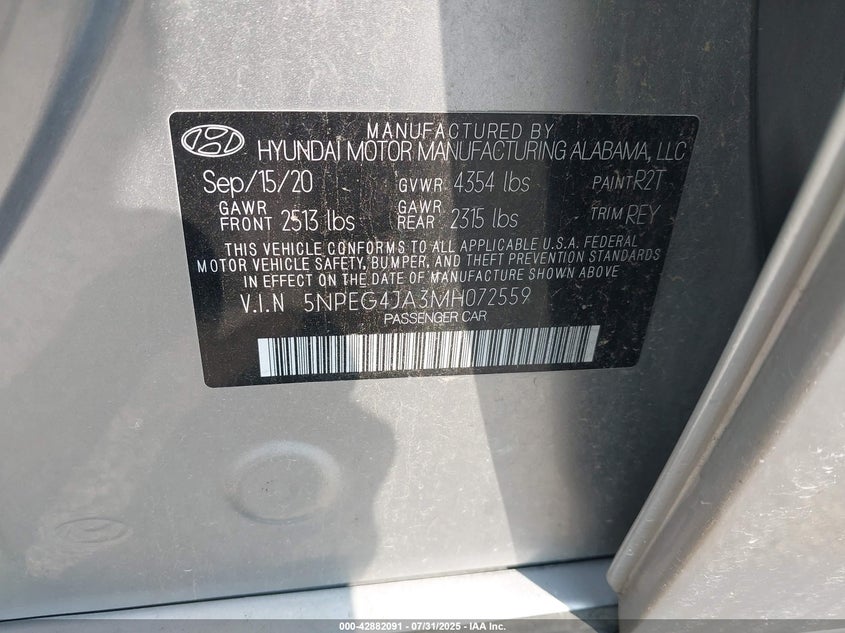 MANUFACTURED BY
HYUNDAI MOTOR MANUFACTURING ALABAMA, LLC
Sep/15/20 GVWR 4354 lbs PAINT R2T
GAWR FRONT 2513 lbs GAWR REAR 2315 lbs TRIM REY
THIS VEHICLE CONFORMS TO ALL APPLICABLE U.S.A. FEDERAL
MOTOR VEHICLE SAFETY, BUMPER, AND THEFT PREVENTION STANDARDS
IN EFFECT ON THE DATE OF MANUFACTURE SHOWN ABOVE
V.I.N 5NPEG4JA3MH072559
PASSENGER CAR
000-42882091 - 07/31/2025 - IAA Inc.